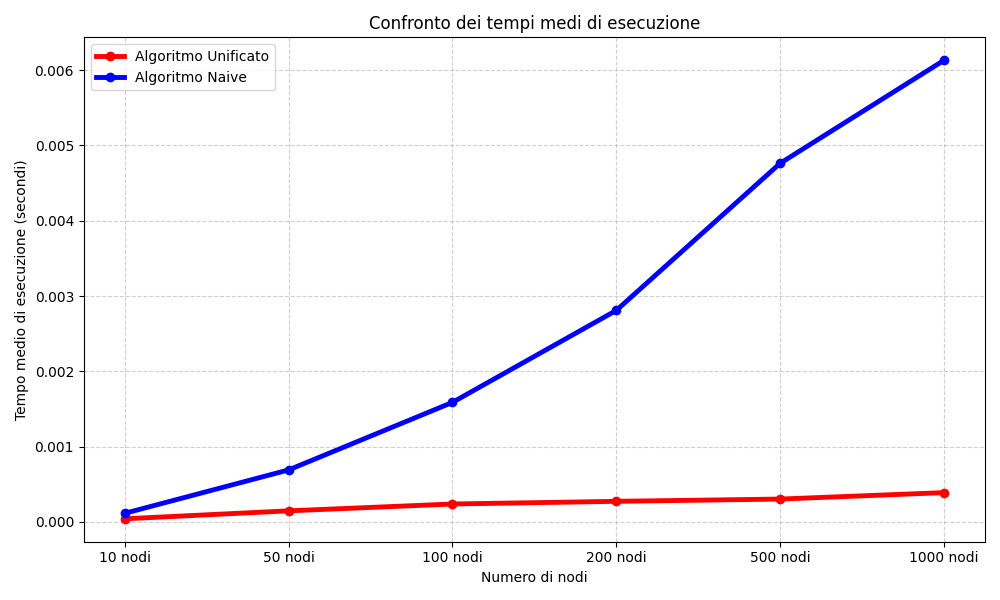 Confronto dei tempi medi di esecuzione
Algoritmo Unificato
Algoritmo Naive
Tempo medio di esecuzione (secondi)
0.006
0.005
0.004
0.003
0.002
0.001
0.000
10 nodi
50 nodi
100 nodi
200 nodi
500 nodi
1000 nodi
Numero di nodi